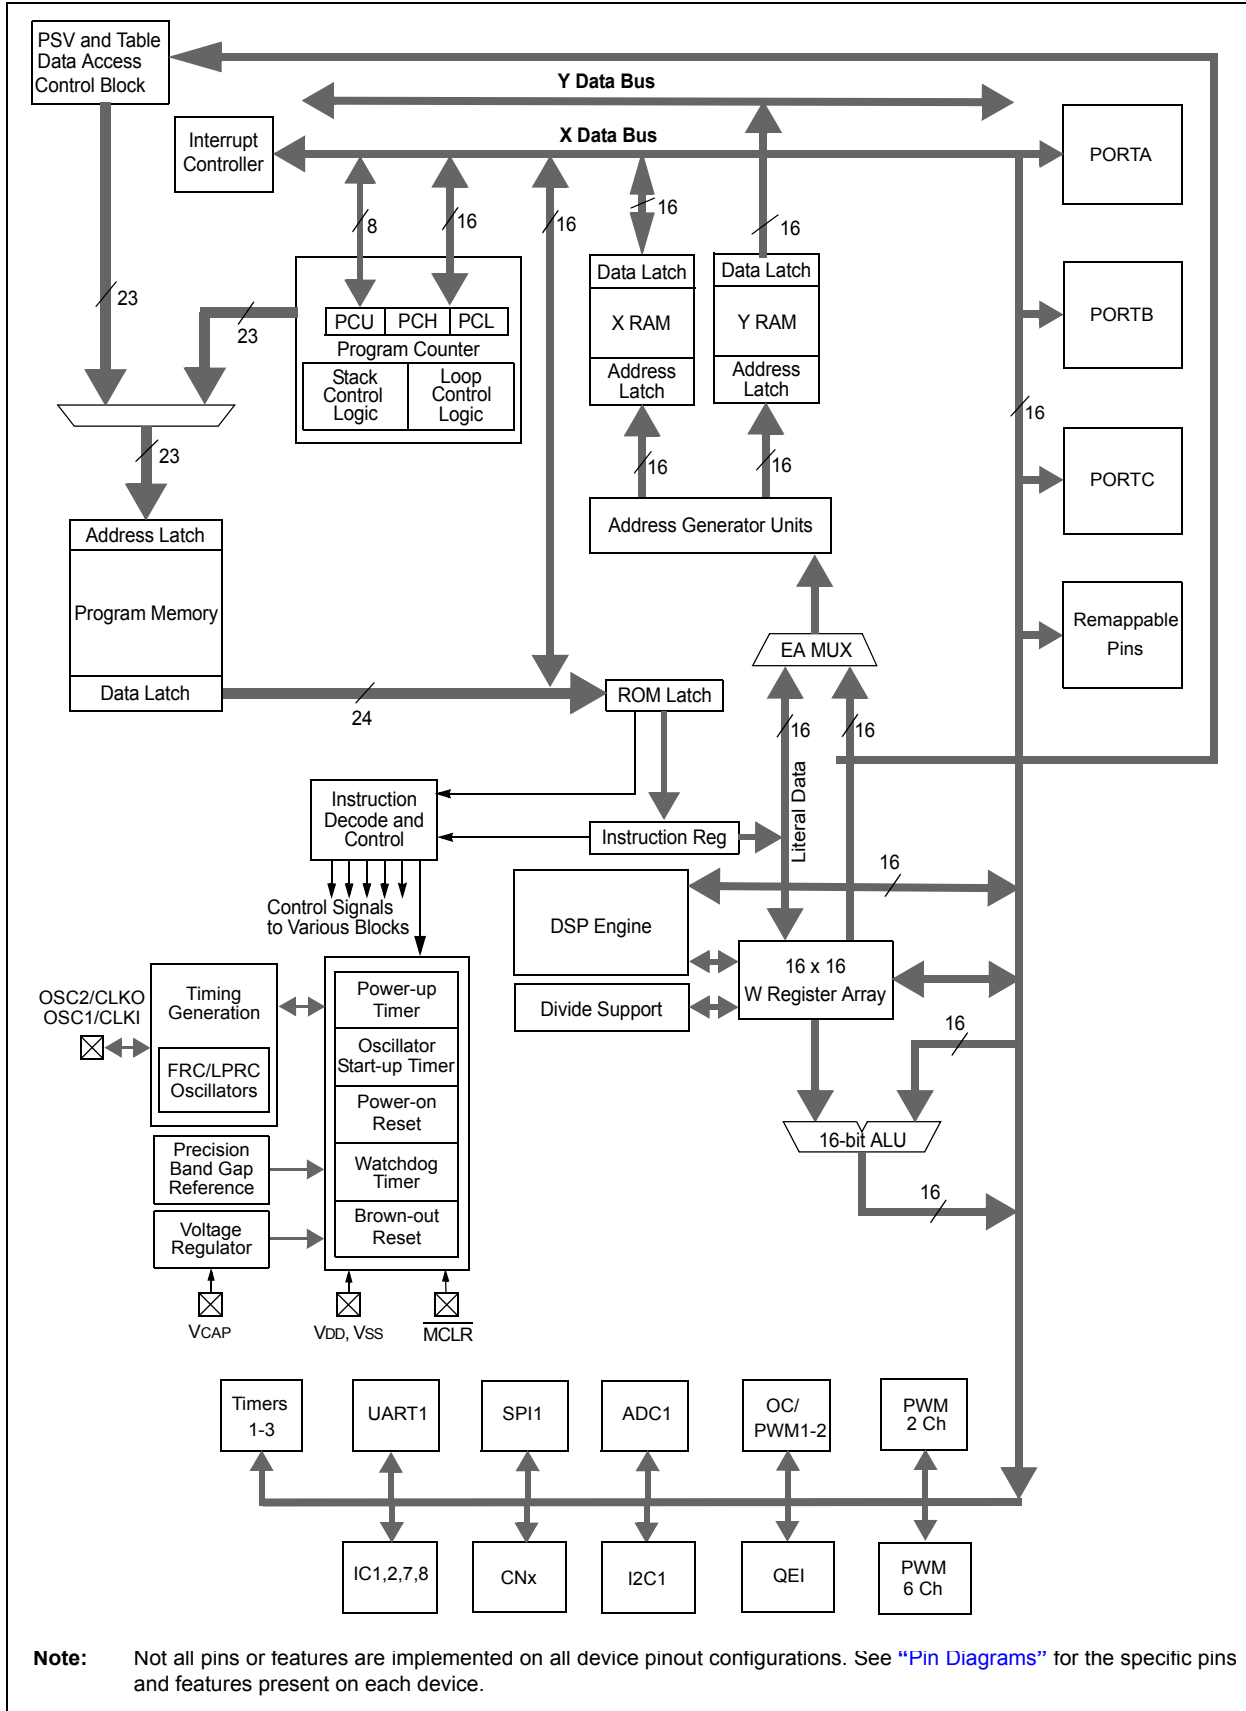 PSV and Table
Data Access
Control Block
Y Data Bus
Interrupt
Controller
X Data Bus
PORTA
8
16
16
16
16
Data Latch
Data Latch
23
23
PCU
PCH
PCL
X RAM
Y RAM
PORTB
Program Counter
Stack
Control
Logic
Loop
Control
Logic
Address
Latch
Address
Latch
16
23
16
16
PORTC
Address Latch
Address Generator Units
Program Memory
Remappable
Pins
EA MUX
Data Latch
24
ROM Latch
16
16
Literal Data
Instruction
Decode and
Control
Instruction Reg
16
Control Signals
to Various Blocks
DSP Engine
16 x 16
W Register Array
Divide Support
OSC2/CLKO
OSC1/CLKI
Timing
Generation
FRC/LPRC
Oscillators
Power-up
Timer
Oscillator
Start-up Timer
Power-on
Reset
Watchdog
Timer
Brown-out
Reset
16
16-bit ALU
16
Precision
Band Gap
Reference
Voltage
Regulator
VCAP
VDD, VSS
MCLR
Timers
1-3
UART1
SPI1
ADC1
OC/
PWM1-2
PWM
2 Ch
IC1,2,7,8
CNx
I2C1
QEI
PWM
6 Ch
Note: Not all pins or features are implemented on all device pinout configurations. See “Pin Diagrams” for the specific pins
and features present on each device.